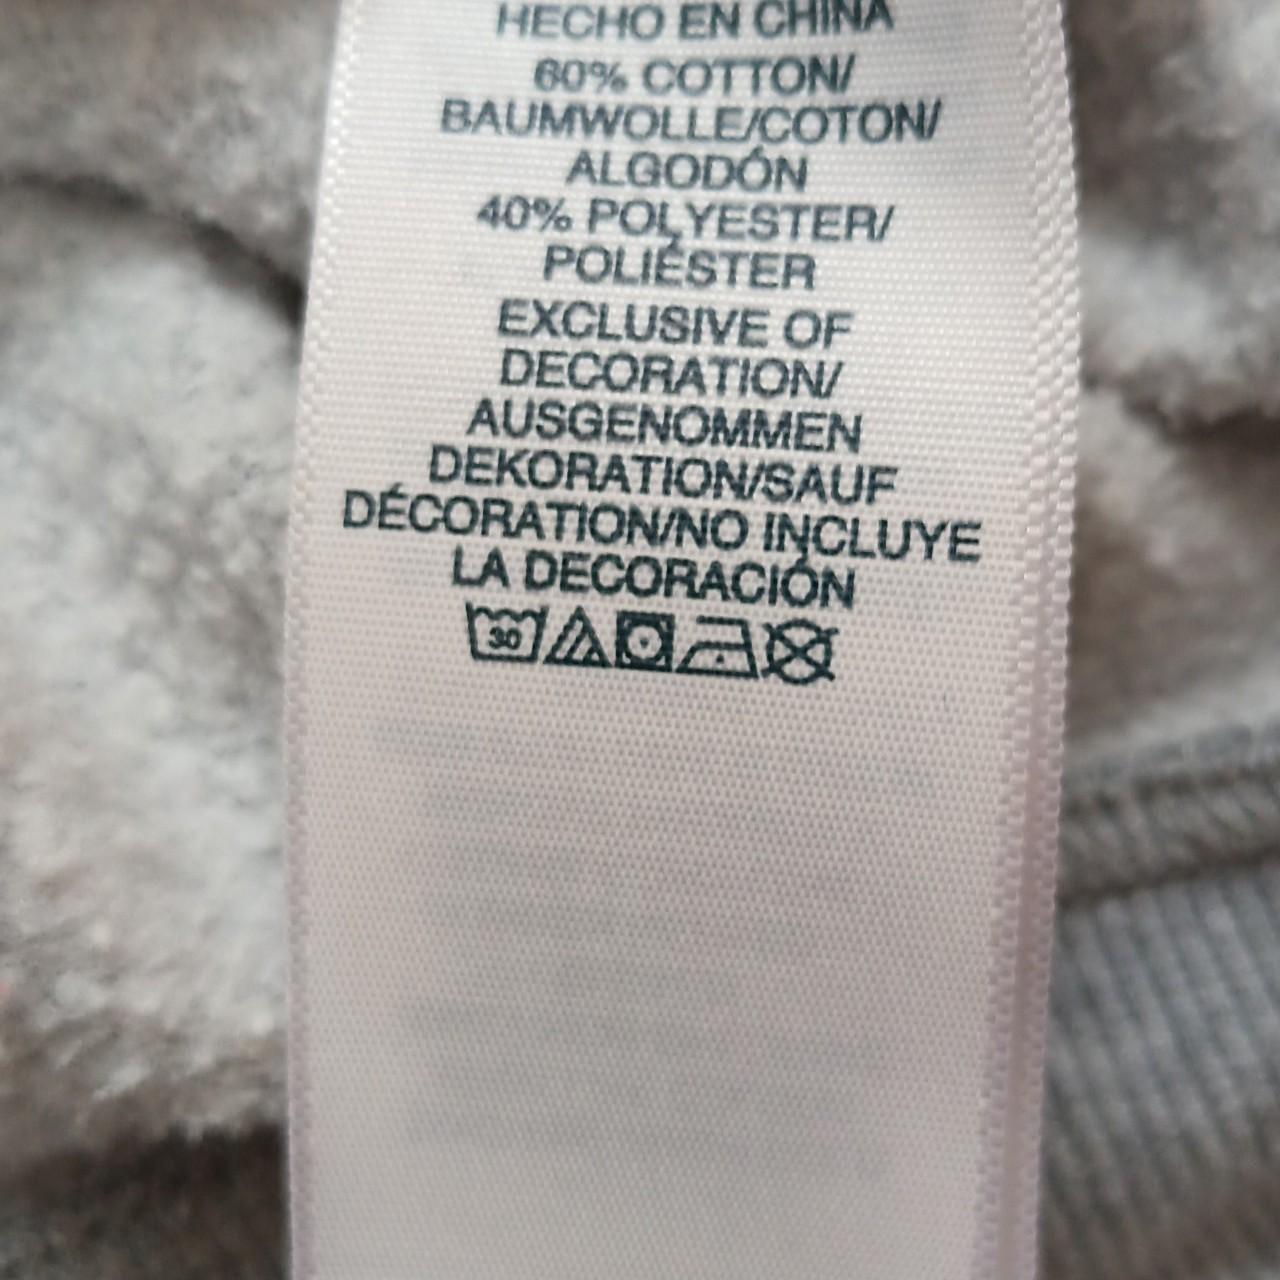 HECHO EN CHINA
60% COTTON/
BAUMWOLLE/COTON/
ALGODÓN
40% POLYESTER/
POLIÉSTER
EXCLUSIVE OF
DECORATION/
AUSGENOMMEN
DEKORATION/SAUF
DÉCORATION/NO INCLUYE
LA DECORACIÓN
30